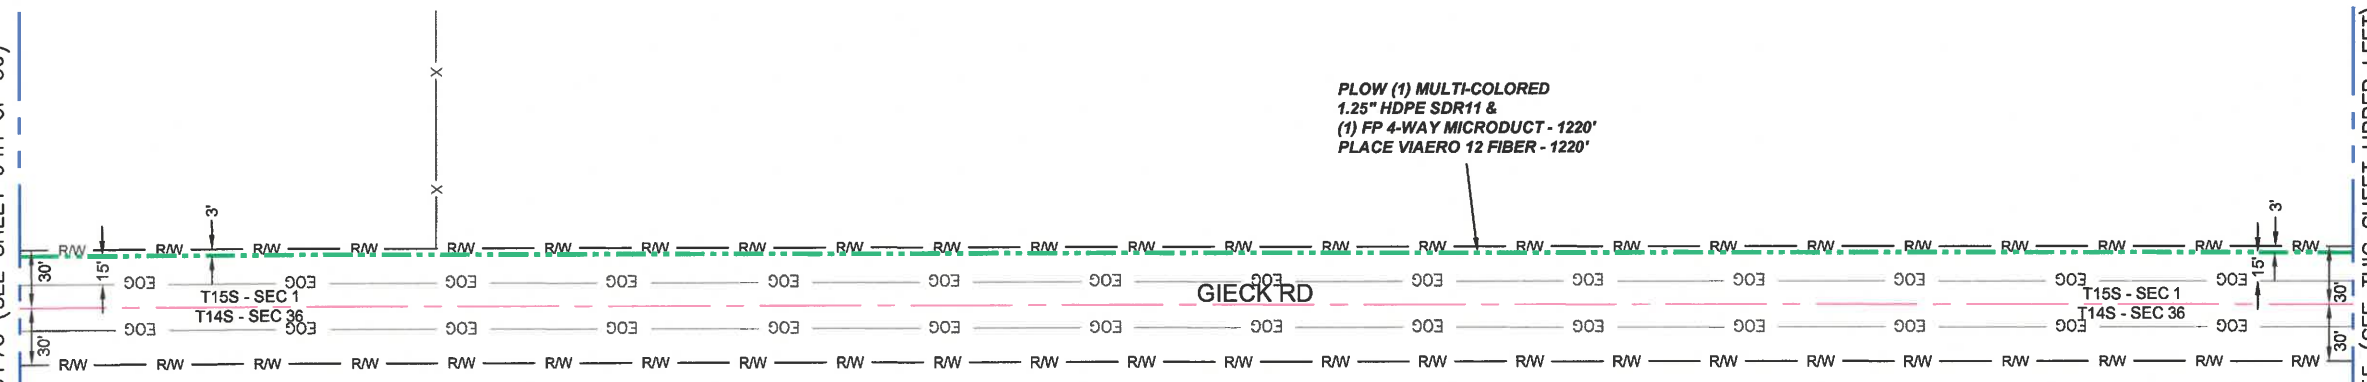 PLOW (1) MULTI-COLORED
1.25" HDPE SDR11 &
(1) FP 4-WAY MICRODUCT - 1220'
PLACE VIAERO 12 FIBER - 1220'
X
X
3'
3'
R/W R/W R/W R/W R/W R/W R/W R/W R/W R/W R/W R/W R/W R/W R/W R/W R/W R/W R/W R/W R/W R/W R/W R/W
30' 15' 15' 30'
EOG EOG EOG EOG EOG EOG EOG EOG EOG EOG EOG EOG EOG EOG
T15S - SEC 1 GIECK RD T15S - SEC 1
T14S - SEC 36 T14S - SEC 36
EOG EOG EOG EOG EOG EOG EOG EOG EOG EOG EOG EOG EOG EOG
30' 30'
R/W R/W R/W R/W R/W R/W R/W R/W R/W R/W R/W R/W R/W R/W R/W R/W R/W R/W R/W R/W R/W R/W R/W R/W